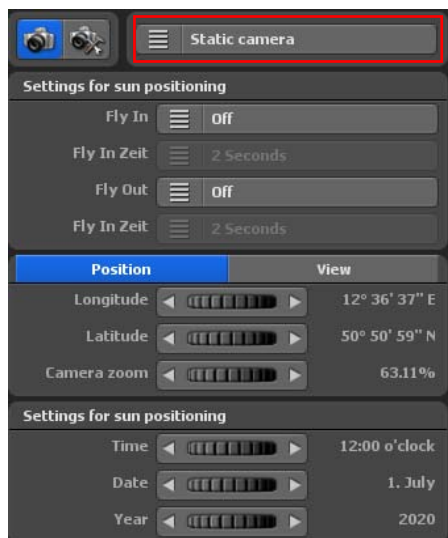 Static camera
Settings for sun positioning
Fly In Off
Fly In Zeit 2 Seconds
Fly Out Off
Fly In Zeit 2 Seconds
Position View
Longitude 12° 36' 37" E
Latitude 50° 50' 59" N
Camera zoom 63.11%
Settings for sun positioning
Time 12:00 o'clock
Date 1. July
Year 2020